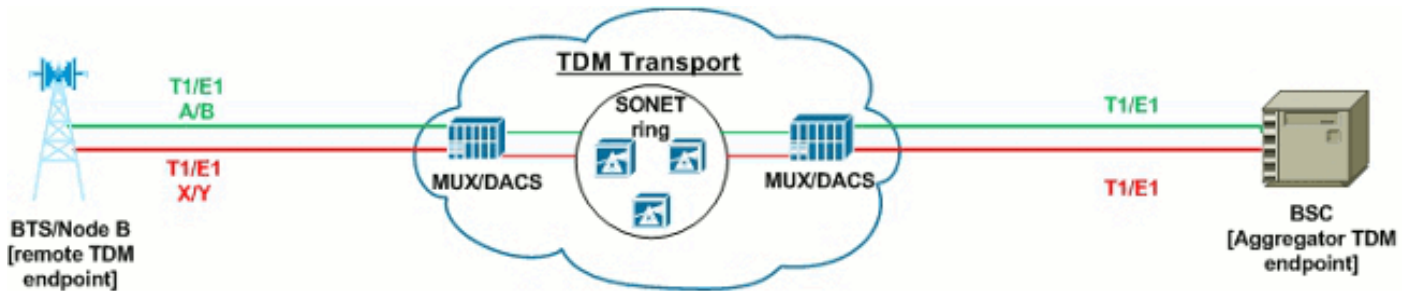 TDM Transport
T1/E1
A/B
SONET
ring
T1/E1
MUX/DACS
MUX/DACS
T1/E1
X/Y
T1/E1
BTS/Node B
[remote TDM
endpoint]
BSC
[Aggregator TDM
endpoint]